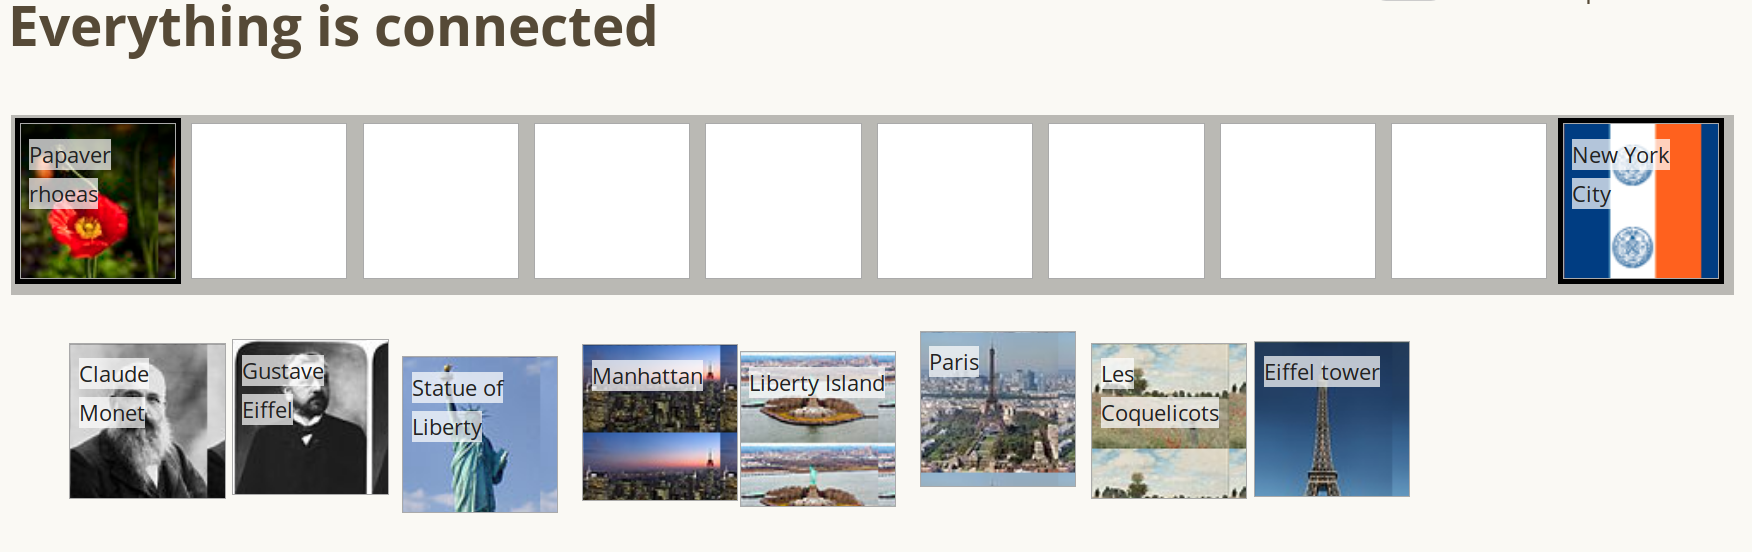 Everything is connected
Papaver
rhoeas
New York
City
Claude
Monet
Gustave
Eiffel
Statue of
Liberty
Manhattan
Liberty Island
Paris
Les
Coquelicots
Eiffel tower